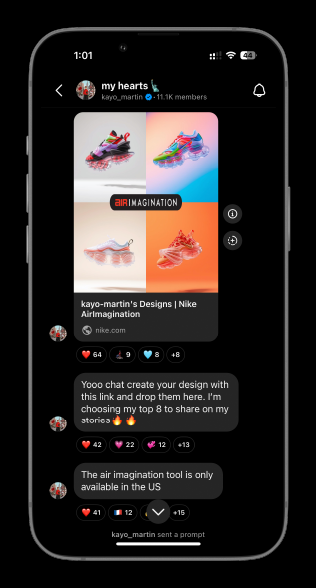 1:01
44
my hearts
kayo_martin · 11.1K members
AIR IMAGINATION
kayo-martin's Designs | Nike
AirImagination
nike.com
64 9 8 +8
Yooo chat create your design with
this link and drop them here. I'm
choosing my top 8 to share on my
stories
42 22 12 +13
The air imagination tool is only
available in the US
41 12 +15
kayo_martin sent a prompt